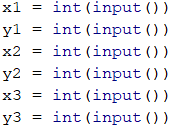 x1 = int(input())
y1 = int(input())
x2 = int(input())
y2 = int(input())
x3 = int(input())
y3 = int(input())